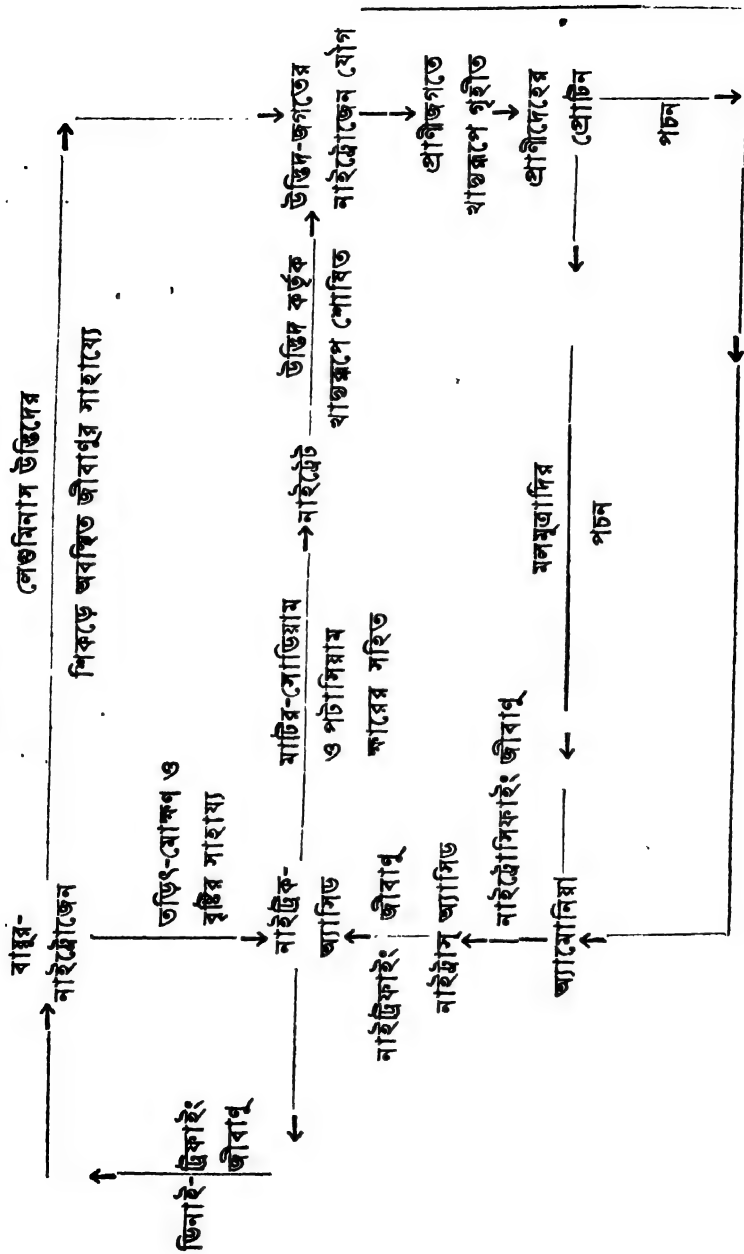 লেগুমিনাস উদ্ভিদের
শিকড়ে অবস্থিত জীবাণুর সাহায্যে
বায়ুর-
নাইট্রোজেন
তড়িৎ-মোক্ষণ ও
বৃষ্টির সাহায্য
ডিনাই-ট্রিফাইং
জীবাণু
নাইট্রিক-
অ্যাসিড
মাটির-সোডিয়াম
ও পটাসিয়াম
ক্ষারের সহিত
নাইট্রেট
উদ্ভিদ কর্তৃক
খাদ্যরূপে শোষিত
উদ্ভিদ-জগতের
নাইট্রোজেন যৌগ
প্রাণীজগতে
খাদ্যরূপে গৃহীত
প্রাণীদেহের
প্রোটিন
পচন
মলমূত্রাদির
পচন
নাইট্রিফাইং জীবাণু
নাইট্রাস্ অ্যাসিড
নাইট্রোসিফাইং জীবাণু
অ্যামোনিয়া